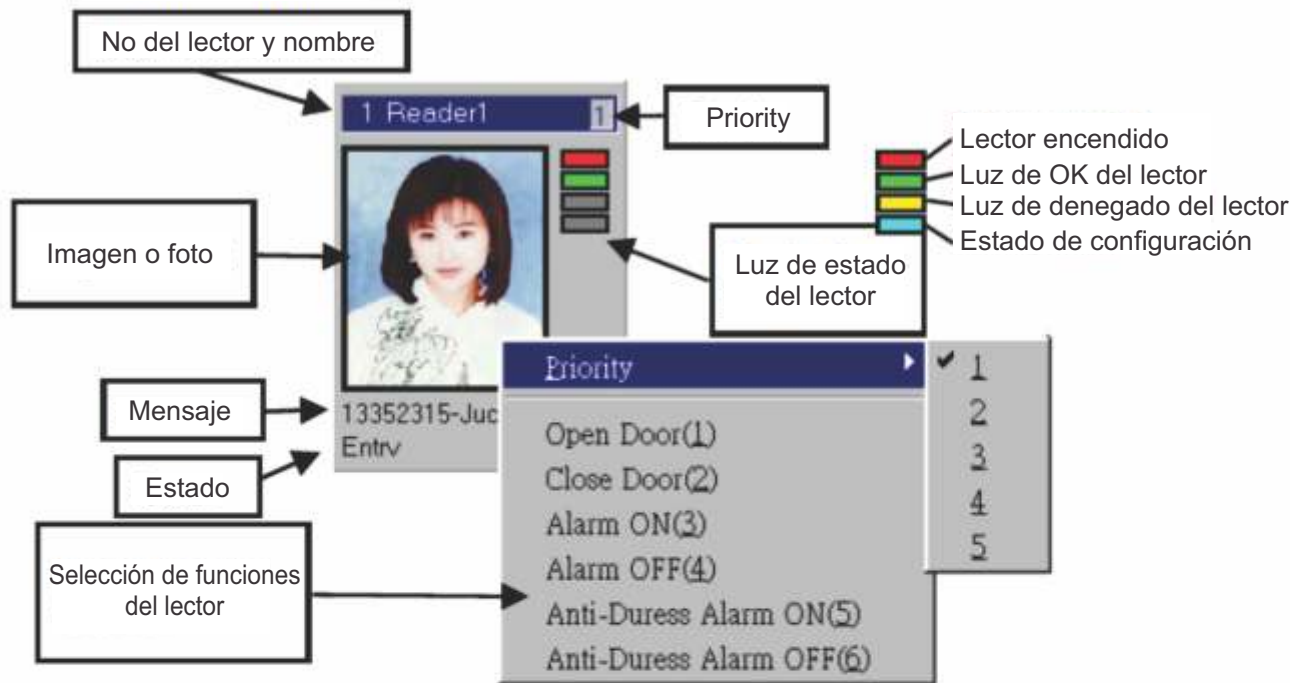 No del lector y nombre
1 Reader1 1
Priority
Lector encendido
Luz de OK del lector
Luz de denegado del lector
Estado de configuración
Imagen o foto
Luz de estado
del lector
Mensaje
13352315-Juc
Estado
Entry
Selección de funciones
del lector
Priority
1
2
3
4
5
Open Door(1)
Close Door(2)
Alarm ON(3)
Alarm OFF(4)
Anti-Duress Alarm ON(5)
Anti-Duress Alarm OFF(6)